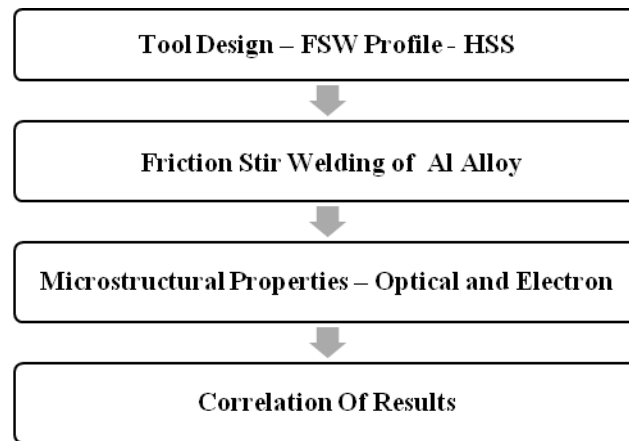 Tool Design – FSW Profile - HSS
Friction Stir Welding of Al Alloy
Microstructural Properties – Optical and Electron
Correlation Of Results